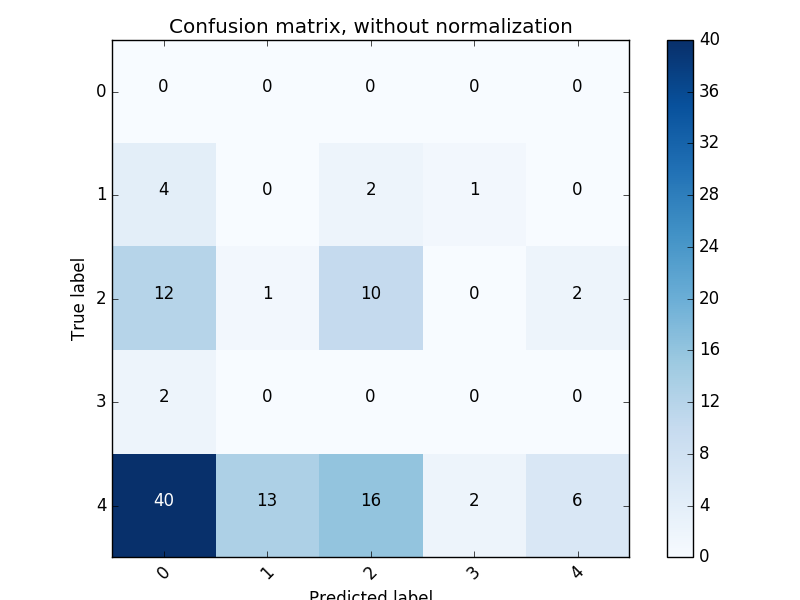 Confusion matrix, without normalization
0 0 0 0 0 0
1 4 0 2 1 0
2 12 1 10 0 2
3 2 0 0 0 0
4 40 13 16 2 6
0 1 2 3 4
True label
Predicted label
40
36
32
28
24
20
16
12
8
4
0